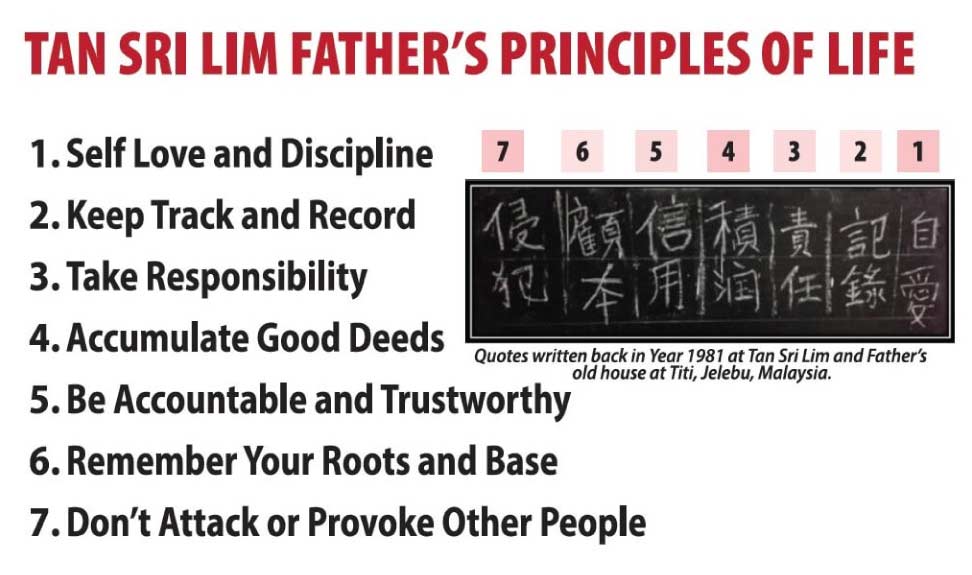 TAN SRI LIM FATHER'S PRINCIPLES OF LIFE
1. Self Love and Discipline
2. Keep Track and Record
3. Take Responsibility
4. Accumulate Good Deeds
5. Be Accountable and Trustworthy
6. Remember Your Roots and Base
7. Don't Attack or Provoke Other People
7 6 5 4 3 2 1
自愛
記錄
責任
積润
信用
顧本
侵犯
Quotes written back in Year 1981 at Tan Sri Lim and Father's
old house at Titi, Jelebu, Malaysia.